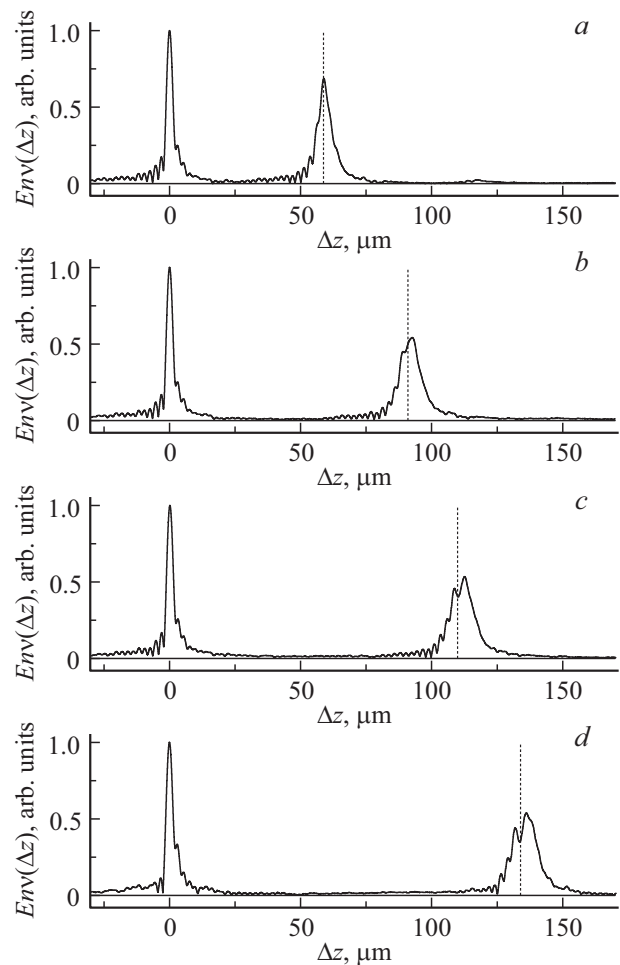 a
Env(Δz), arb. units
1.0
0.5
0
0 50 100 150
Δz, μm
b
Env(Δz), arb. units
1.0
0.5
0
0 50 100 150
Δz, μm
c
Env(Δz), arb. units
1.0
0.5
0
0 50 100 150
Δz, μm
d
Env(Δz), arb. units
1.0
0.5
0
0 50 100 150
Δz, μm